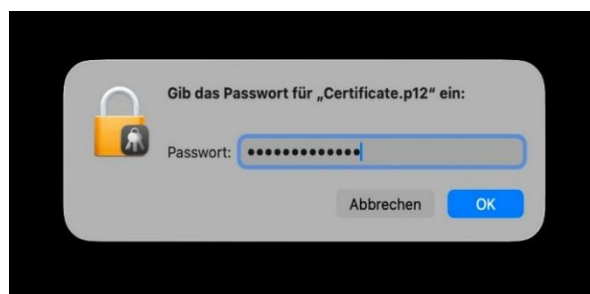 Gib das Passwort für „Certificate.p12“ ein:
Passwort: •••••••••••••
Abbrechen OK